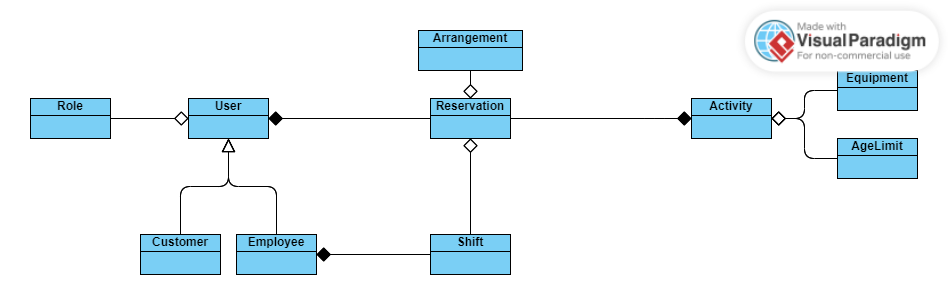 Made with
Visual Paradigm
For non-commercial use
Arrangement
Equipment
Role
User
Reservation
Activity
AgeLimit
Customer
Employee
Shift